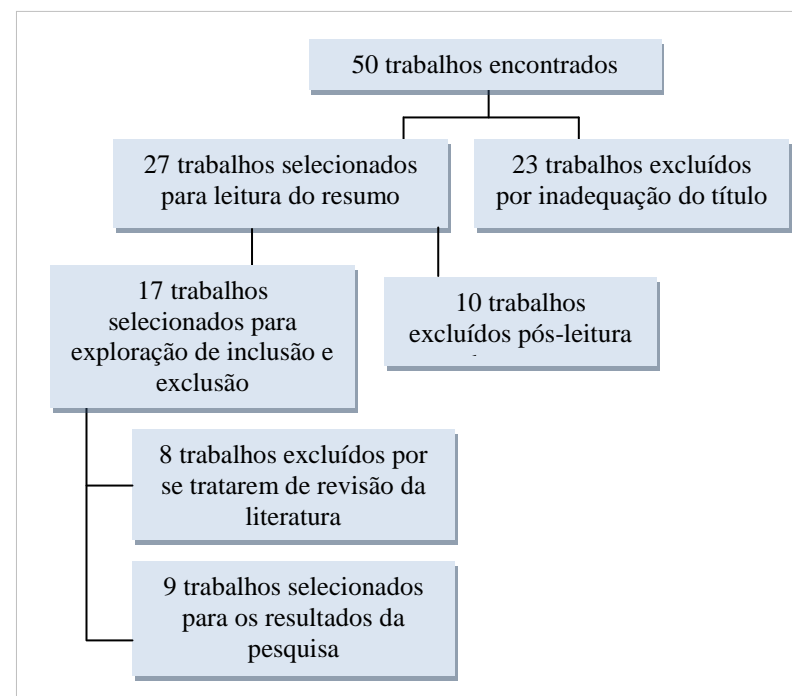 50 trabalhos encontrados
27 trabalhos selecionados
para leitura do resumo
23 trabalhos excluídos
por inadequação do título
17 trabalhos
selecionados para
exploração de inclusão e
exclusão
10 trabalhos
excluídos pós-leitura
8 trabalhos excluídos por
se tratarem de revisão da
literatura
9 trabalhos selecionados
para os resultados da
pesquisa